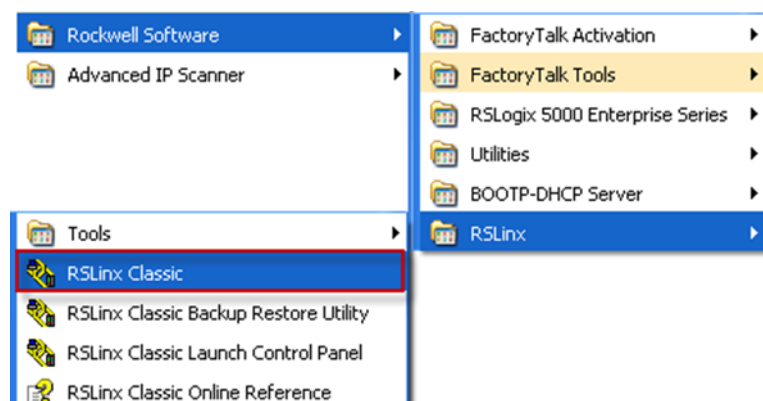 Rockwell Software
Advanced IP Scanner
FactoryTalk Activation
FactoryTalk Tools
RSLogix 5000 Enterprise Series
Utilities
BOOTP-DHCP Server
RSLinx
Tools
RSLinx Classic
RSLinx Classic Backup Restore Utility
RSLinx Classic Launch Control Panel
RSLinx Classic Online Reference